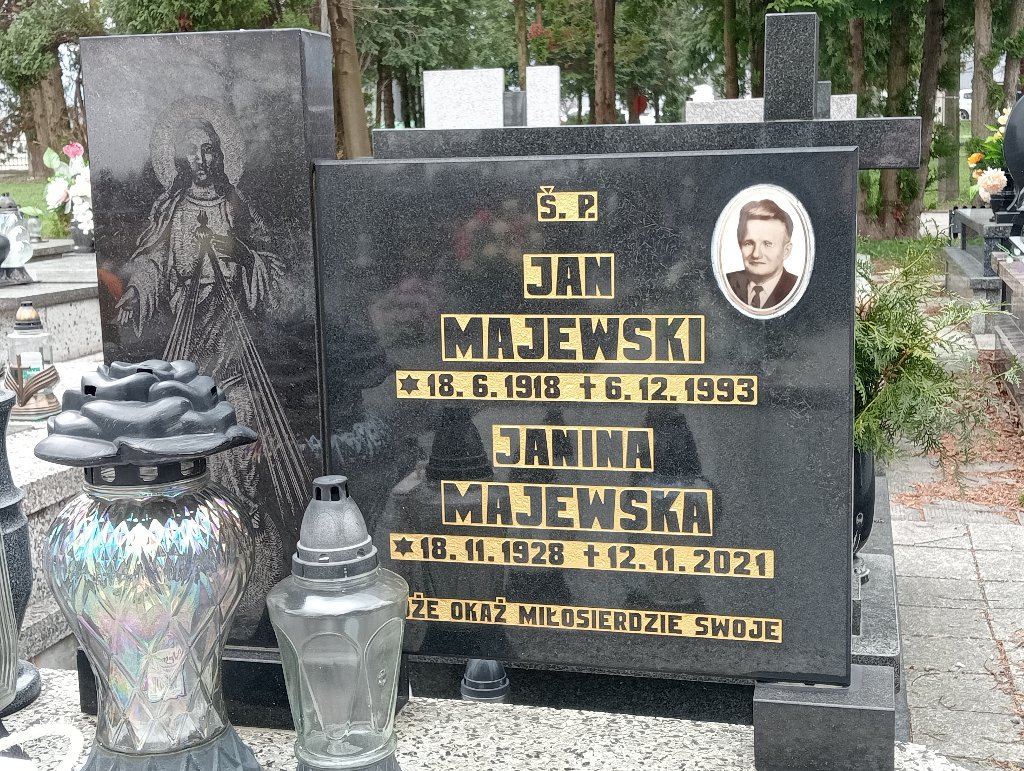 Ś. P.
JAN
MAJEWSKI
✶ 18. 6. 1918 ✝ 6. 12. 1993
JANINA
MAJEWSKA
✶ 18. 11. 1928 ✝ 12. 11. 2021
OKAŻ MIŁOSIERDZIE SWOJE